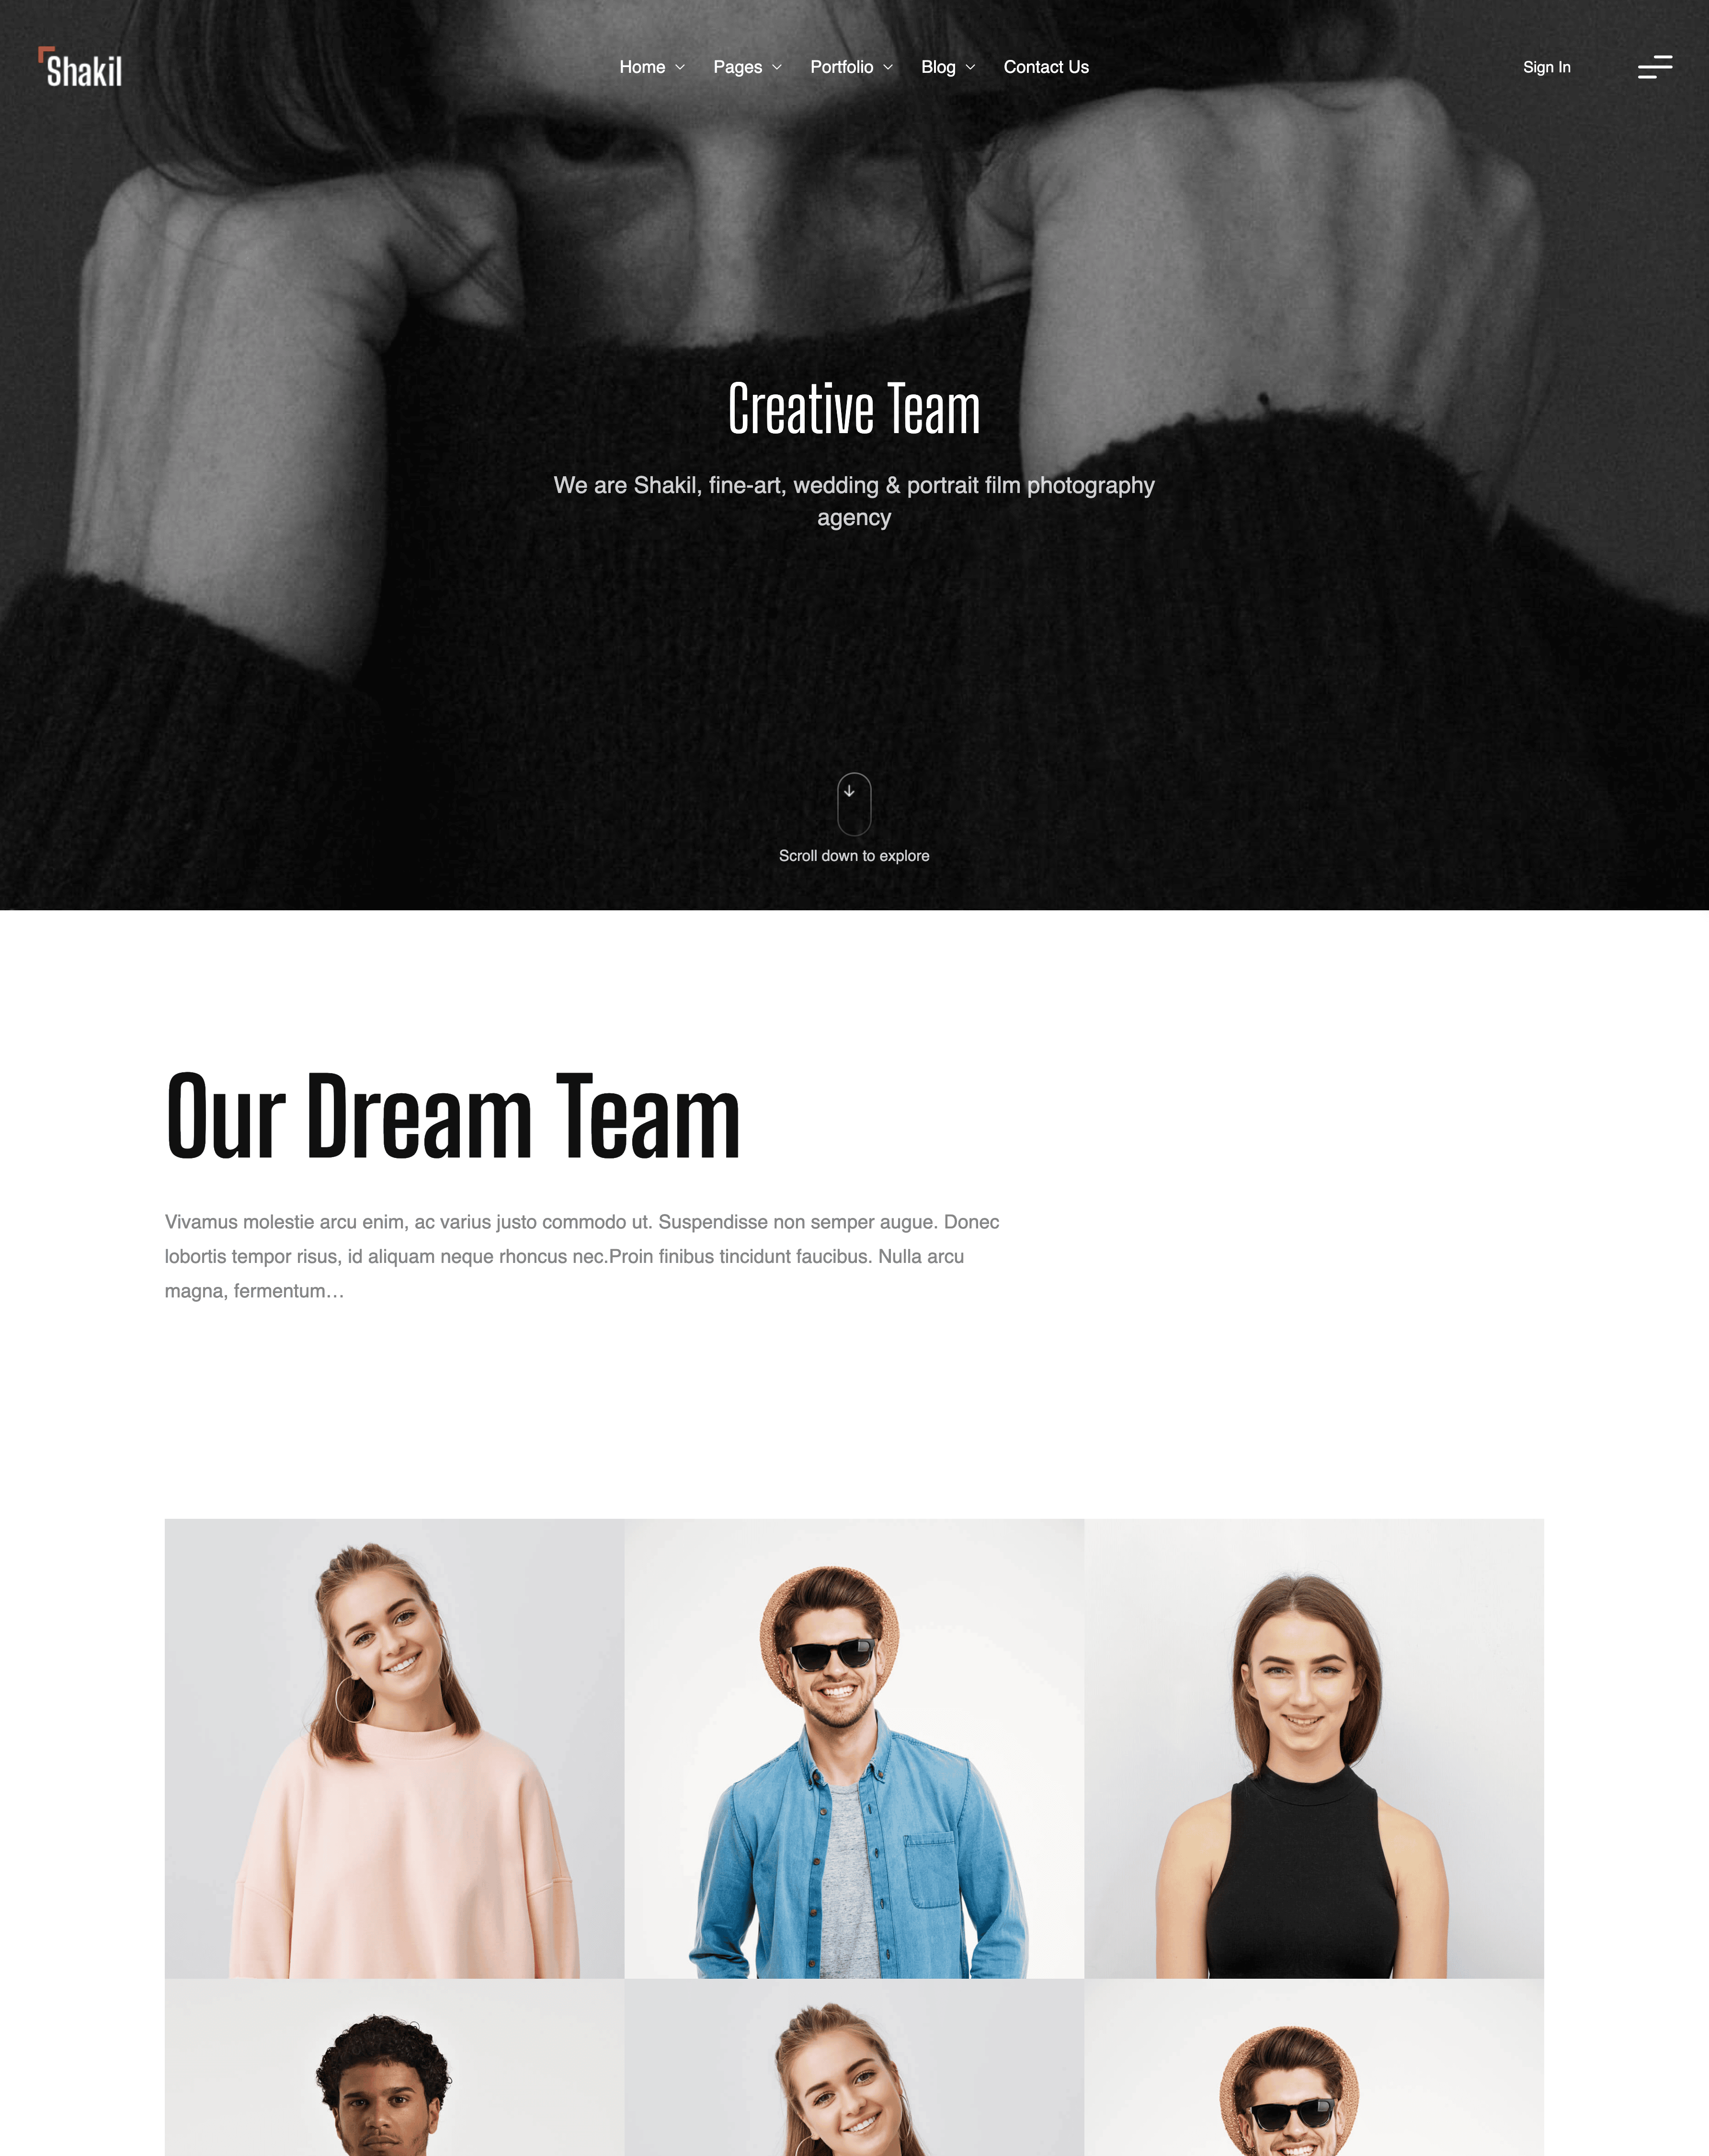 Shakil
Home Pages Portfolio Blog Contact Us
Sign In
Creative Team
We are Shakil, fine-art, wedding & portrait film photography
agency
Scroll down to explore
Our Dream Team
Vivamus molestie arcu enim, ac varius justo commodo ut. Suspendisse non semper augue. Donec
lobortis tempor risus, id aliquam neque rhoncus nec.Proin finibus tincidunt faucibus. Nulla arcu
magna, fermentum…